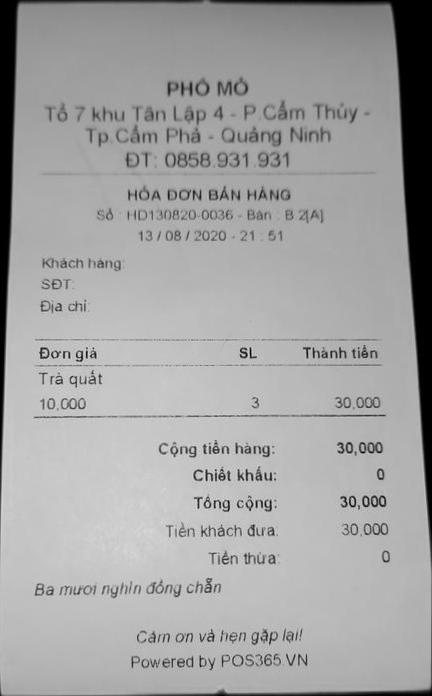 PHỐ MỎ
Tổ 7 khu Tân Lập 4 - P.Cẩm Thủy -
Tp.Cẩm Phả - Quảng Ninh
ĐT: 0858.931.931
HÓA ĐƠN BÁN HÀNG
Số : HD130820-0036 - Bàn : B 2[A]
13 / 08 / 2020 - 21 : 51
Khách hàng:
SĐT:
Địa chỉ:
Đơn giá SL Thành tiền
Trà quất
10,000 3 30,000
Cộng tiền hàng: 30,000
Chiết khấu: 0
Tổng cộng: 30,000
Tiền khách đưa: 30,000
Tiền thừa: 0
Ba mươi nghìn đồng chẵn
Cảm ơn và hẹn gặp lại!
Powered by POS365.VN